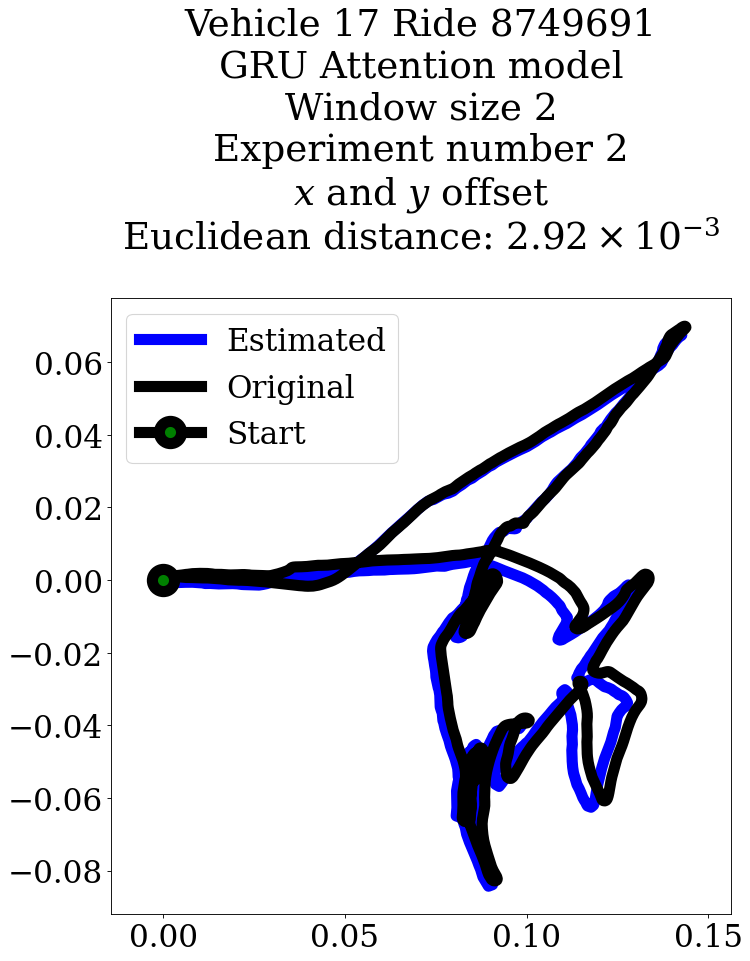 Vehicle 17 Ride 8749691
GRU Attention model
Window size 2
Experiment number 2
x and y offset
Euclidean distance: 2.92 × 10⁻³
Estimated
Original
Start
0.06
0.04
0.02
0.00
−0.02
−0.04
−0.06
−0.08
0.00 0.05 0.10 0.15